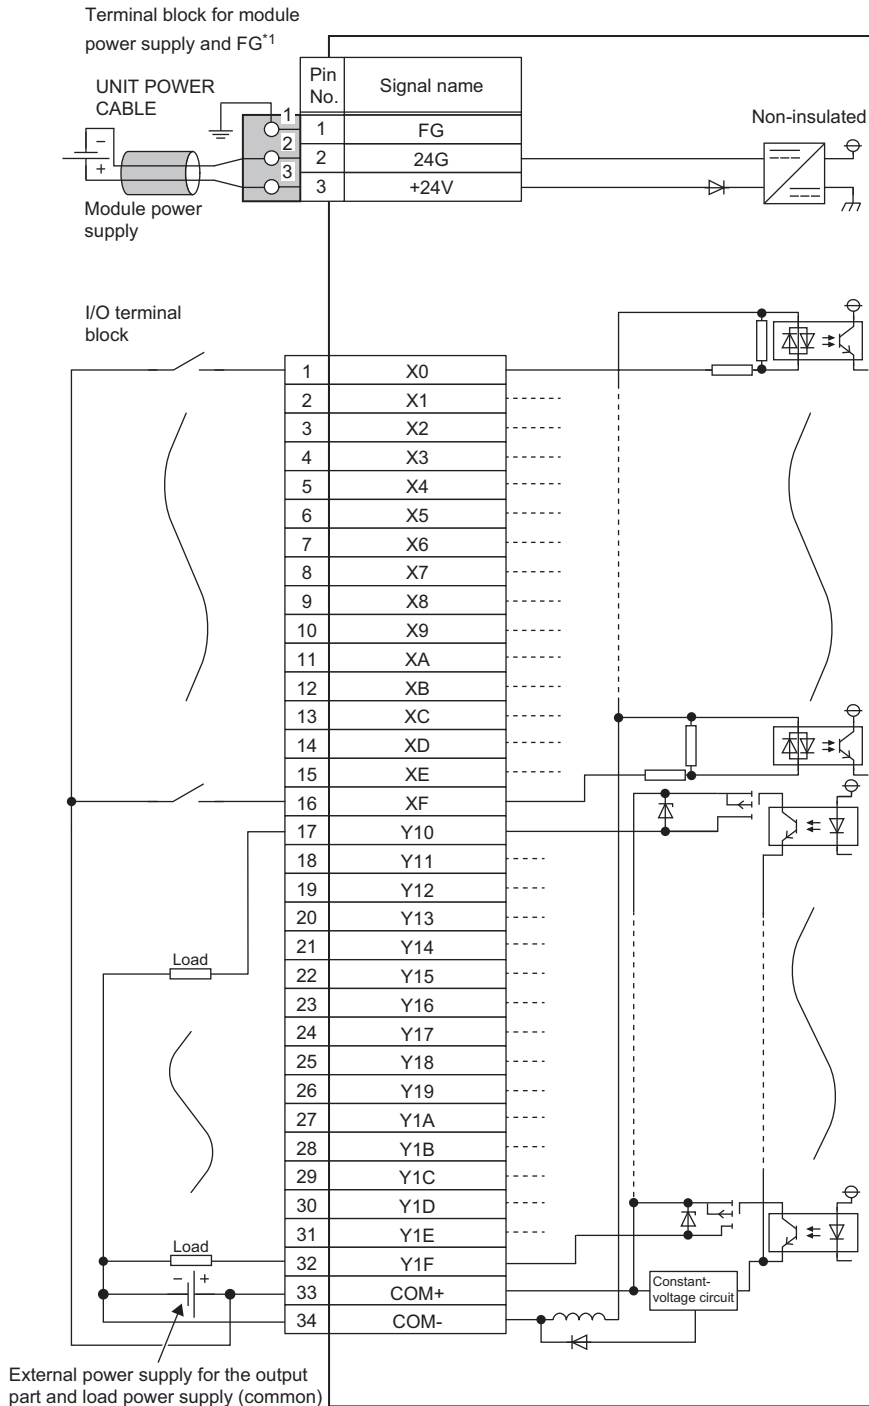 Terminal block for module
power supply and FG*1
UNIT POWER
CABLE
Pin
No.
Signal name
Non-insulated
1
1 FG
2
2 24G
3
3 +24V
−
+
Module power
supply
I/O terminal
block
1 X0
2 X1
3 X2
4 X3
5 X4
6 X5
7 X6
8 X7
9 X8
10 X9
11 XA
12 XB
13 XC
14 XD
15 XE
16 XF
17 Y10
18 Y11
19 Y12
20 Y13
21 Y14
Load
22 Y15
23 Y16
24 Y17
25 Y18
26 Y19
27 Y1A
28 Y1B
29 Y1C
30 Y1D
31 Y1E
Load
32 Y1F
− +
33 COM+
Constant-
voltage circuit
34 COM-
External power supply for the output
part and load power supply (common)